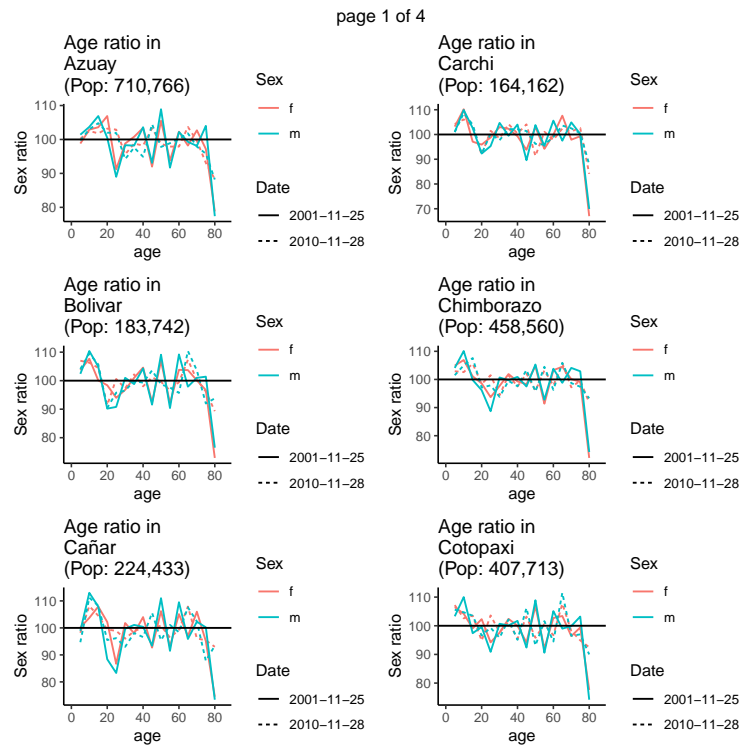 page 1 of 4
Age ratio in
Azuay
(Pop: 710,766)
Sex ratio
110
100
90
80
0 20 40 60 80
age
Sex
f
m
Date
2001−11−25
2010−11−28
Age ratio in
Carchi
(Pop: 164,162)
Sex ratio
110
100
90
80
70
0 20 40 60 80
age
Sex
f
m
Date
2001−11−25
2010−11−28
Age ratio in
Bolivar
(Pop: 183,742)
Sex ratio
110
100
90
80
0 20 40 60 80
age
Sex
f
m
Date
2001−11−25
2010−11−28
Age ratio in
Chimborazo
(Pop: 458,560)
Sex ratio
110
100
90
80
0 20 40 60 80
age
Sex
f
m
Date
2001−11−25
2010−11−28
Age ratio in
Cañar
(Pop: 224,433)
Sex ratio
110
100
90
80
0 20 40 60 80
age
Sex
f
m
Date
2001−11−25
2010−11−28
Age ratio in
Cotopaxi
(Pop: 407,713)
Sex ratio
110
100
90
80
0 20 40 60 80
age
Sex
f
m
Date
2001−11−25
2010−11−28